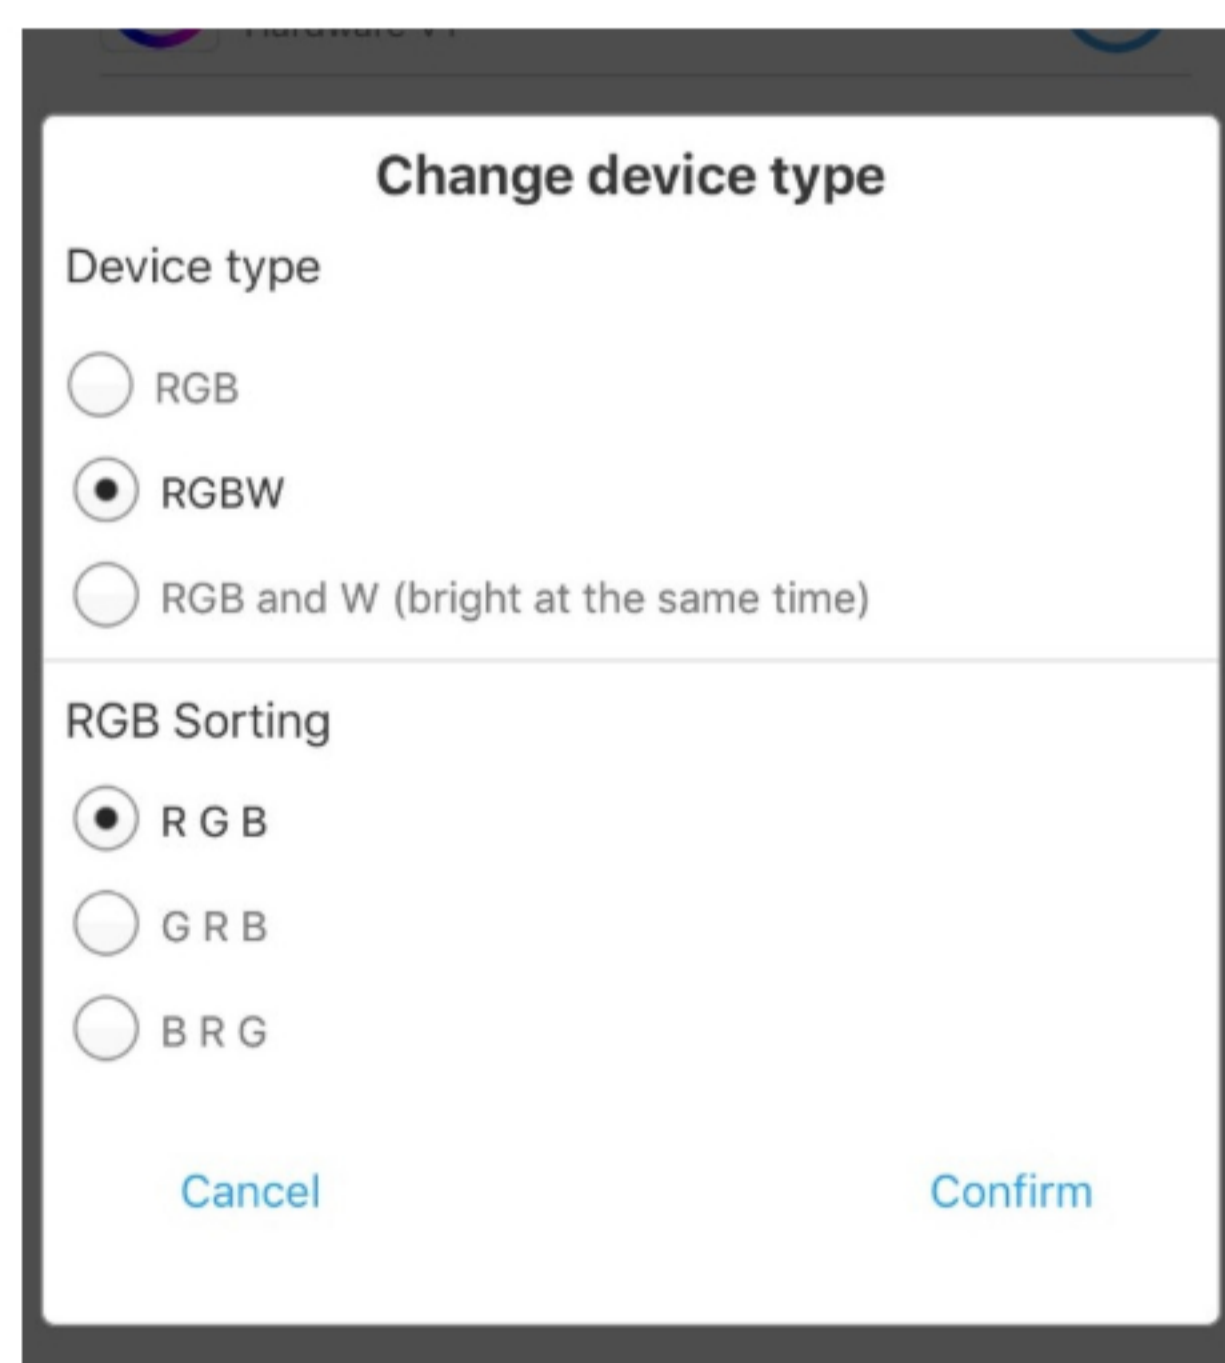 Change device type
Device type
RGB
RGBW
RGB and W (bright at the same time)
RGB Sorting
R G B
G R B
B R G
Cancel
Confirm